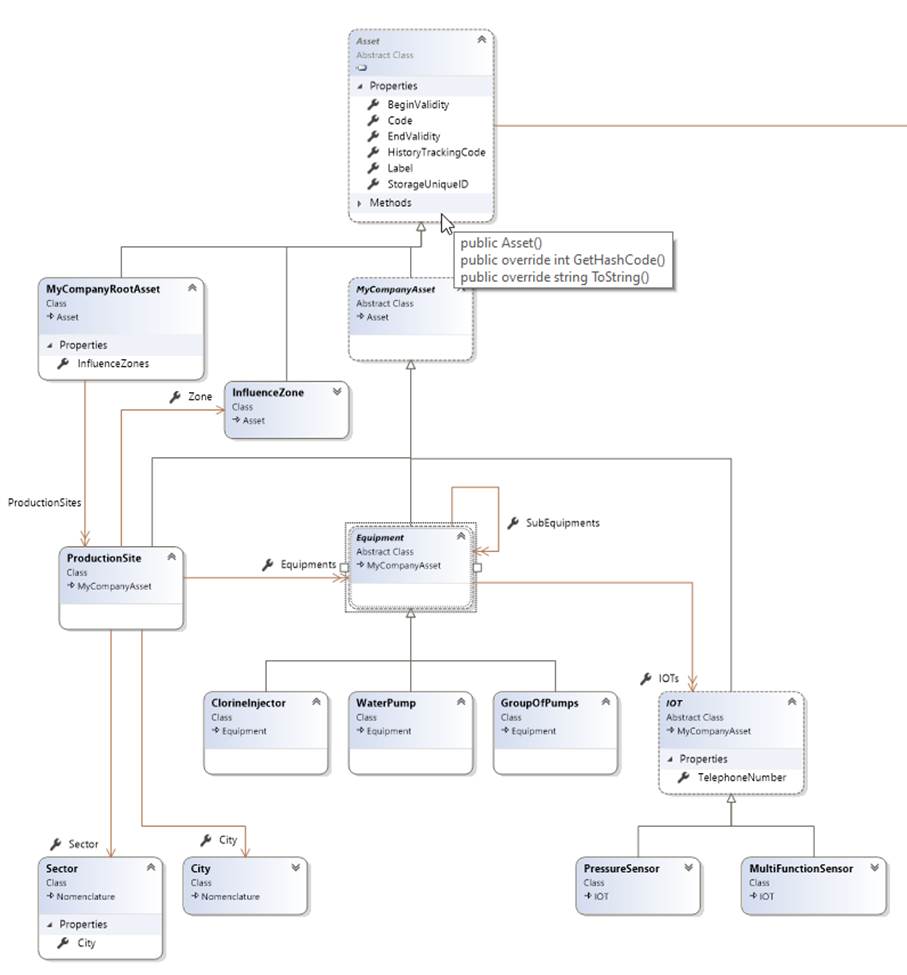 Asset
Abstract Class
Properties
BeginValidity
Code
EndValidity
HistoryTrackingCode
Label
StorageUniqueID
Methods
public Asset()
public override int GetHashCode()
public override string ToString()
MyCompanyRootAsset
Class
Asset
Properties
InfluenceZones
MyCompanyAsset
Abstract Class
Asset
Zone
InfluenceZone
Class
Asset
ProductionSites
SubEquipments
Equipments
ProductionSite
Class
MyCompanyAsset
Equipment
Abstract Class
MyCompanyAsset
IOTs
ClorineInjector
Class
Equipment
WaterPump
Class
Equipment
GroupOfPumps
Class
Equipment
IOT
Abstract Class
MyCompanyAsset
Properties
TelephoneNumber
Sector
City
Sector
Class
Nomenclature
Properties
City
City
Class
Nomenclature
PressureSensor
Class
IOT
MultiFunctionSensor
Class
IOT